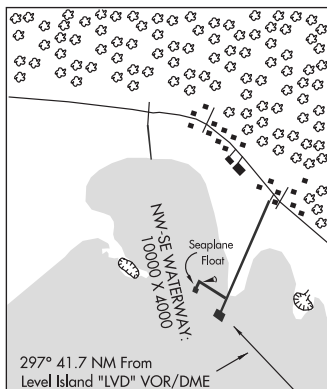 NW-SE WATERWAY:
10000 X 4000
Seaplane
Float
297° 41.7 NM From
Level Island "LVD" VOR/DME